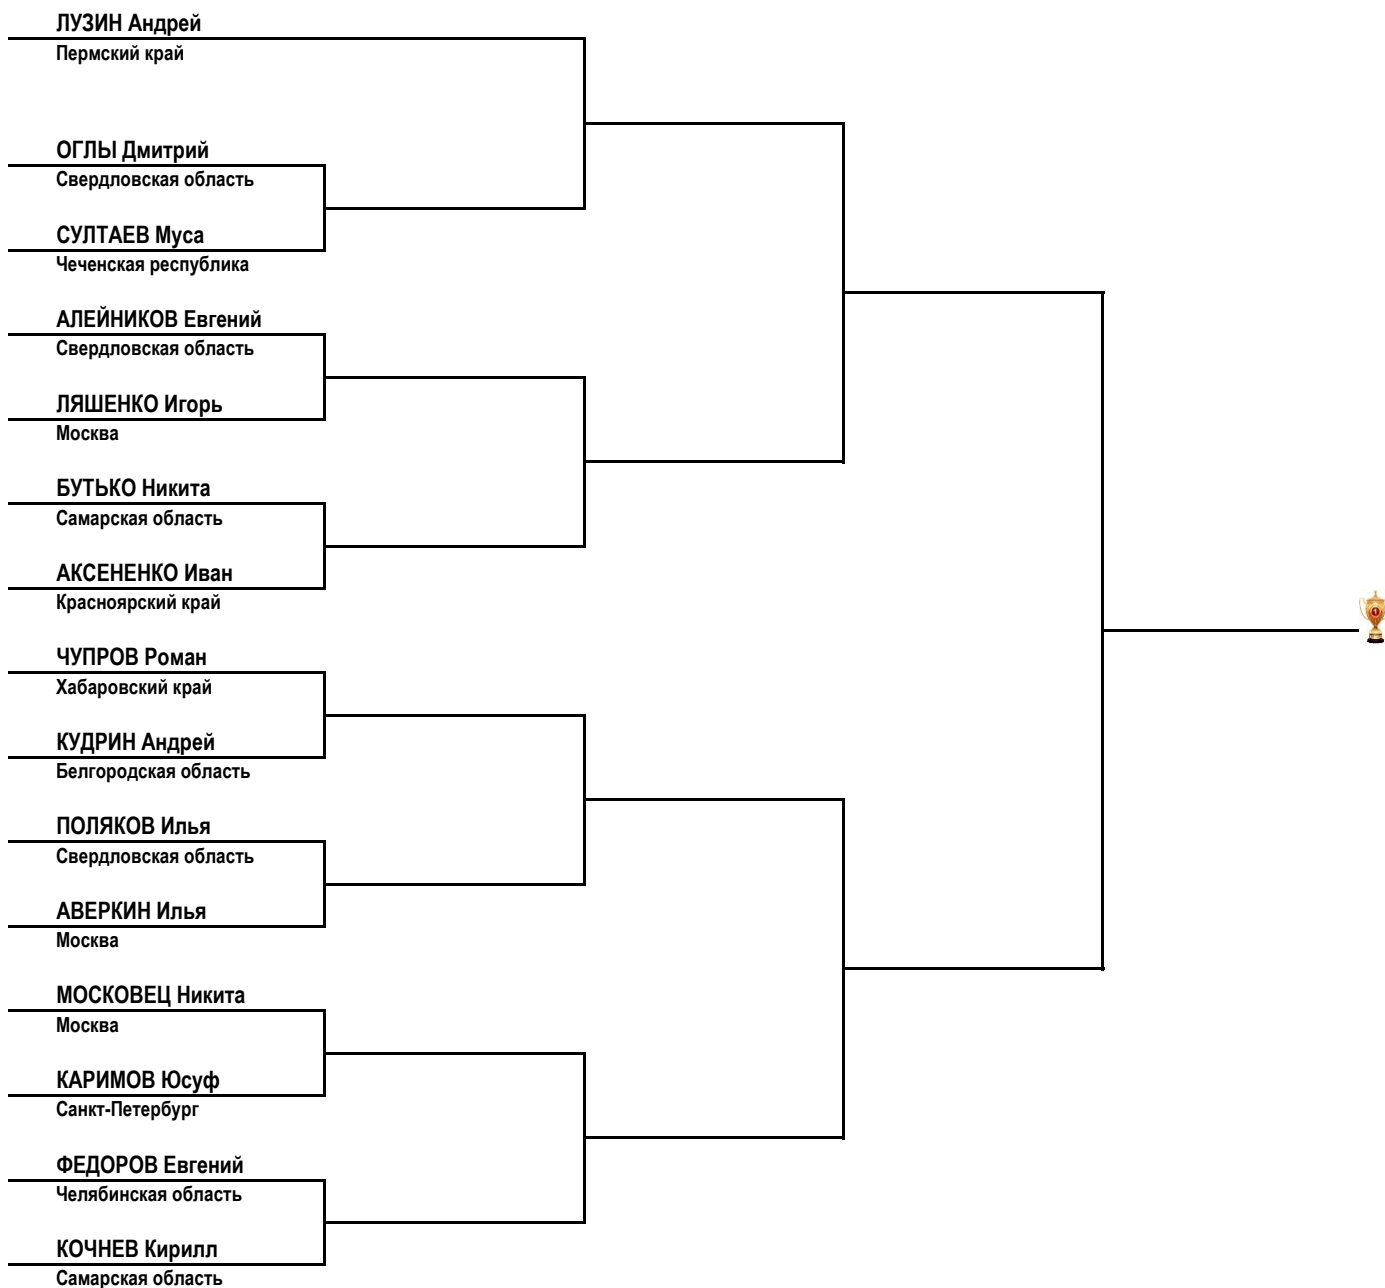 ЛУЗИН Андрей
Пермский край
ОГЛЫ Дмитрий
Свердловская область
СУЛТАЕВ Муса
Чеченская республика
АЛЕЙНИКОВ Евгений
Свердловская область
ЛЯШЕНКО Игорь
Москва
БУТЬКО Никита
Самарская область
АКСЕНЕНКО Иван
Красноярский край
ЧУПРОВ Роман
Хабаровский край
КУДРИН Андрей
Белгородская область
ПОЛЯКОВ Илья
Свердловская область
АВЕРКИН Илья
Москва
МОСКОВЕЦ Никита
Москва
КАРИМОВ Юсуф
Санкт-Петербург
ФЕДОРОВ Евгений
Челябинская область
КОЧНЕВ Кирилл
Самарская область
1